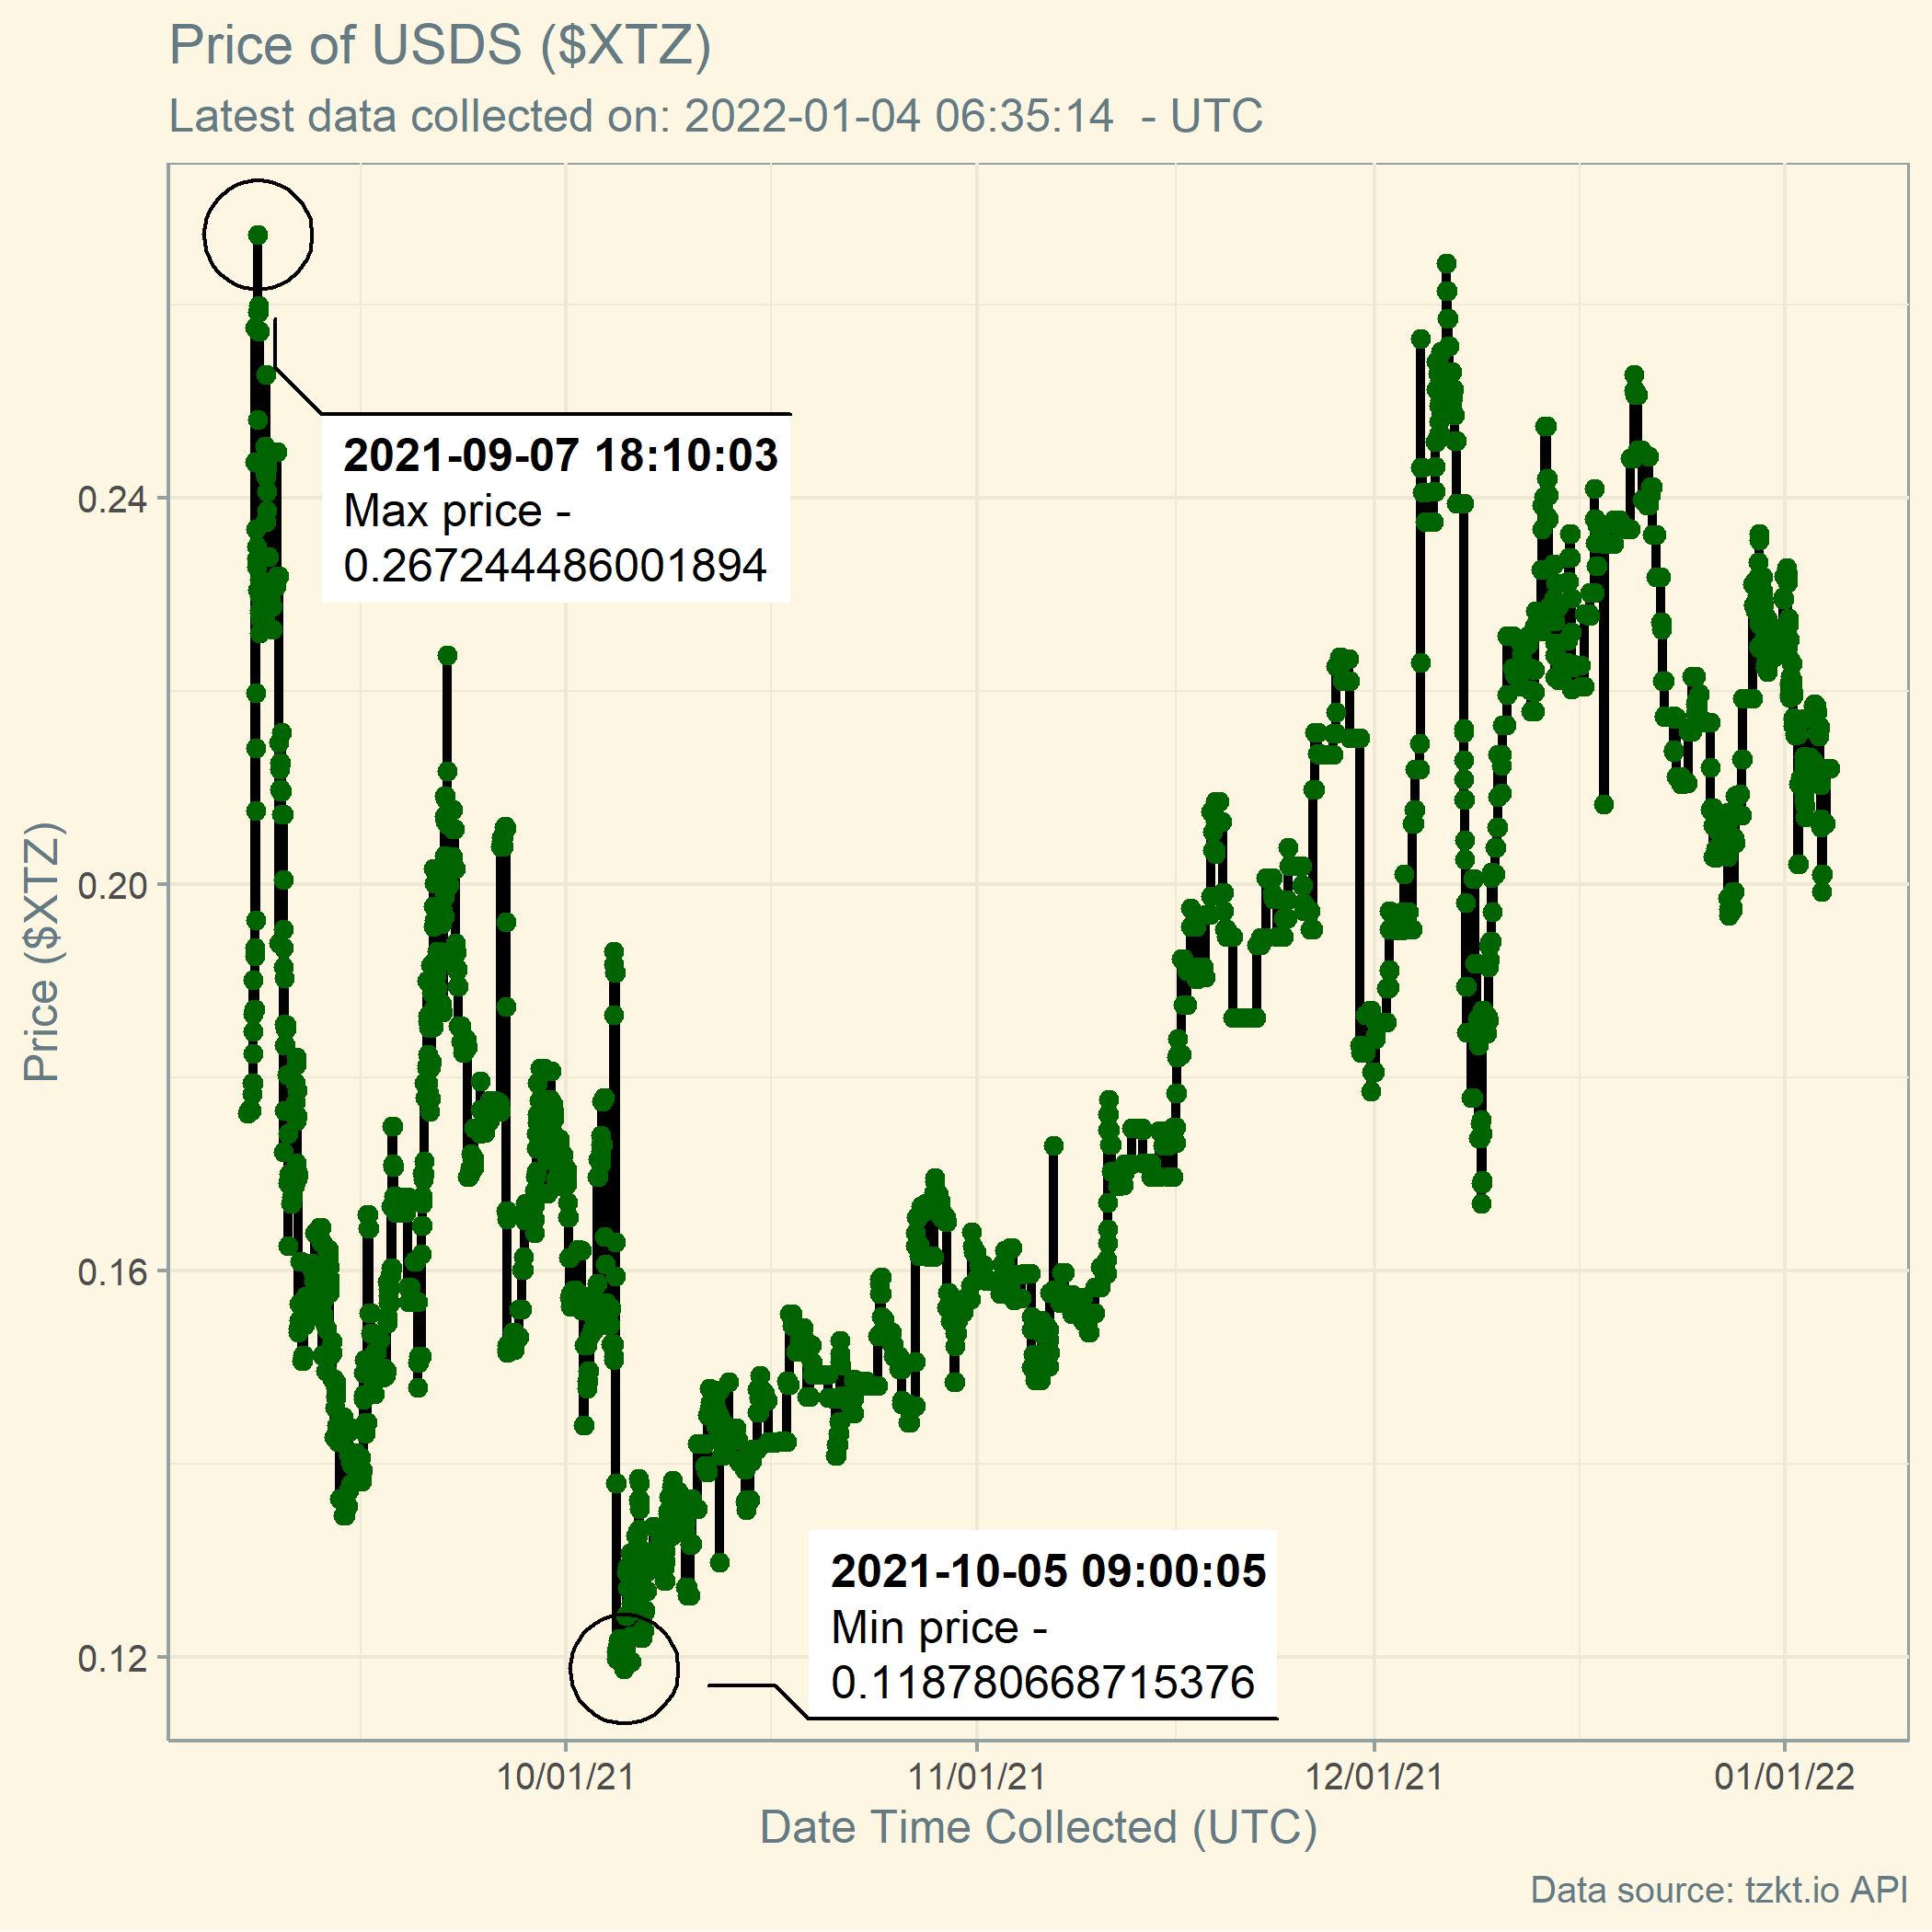 Price of USDS ($XTZ)
Latest data collected on: 2022-01-04 06:35:14  - UTC
2021-09-07 18:10:03
Max price -
0.267244486001894
0.24
0.20
0.16
0.12
Price ($XTZ)
2021-10-05 09:00:05
Min price -
0.118780668715376
10/01/21
11/01/21
12/01/21
01/01/22
Date Time Collected (UTC)
Data source: tzkt.io API